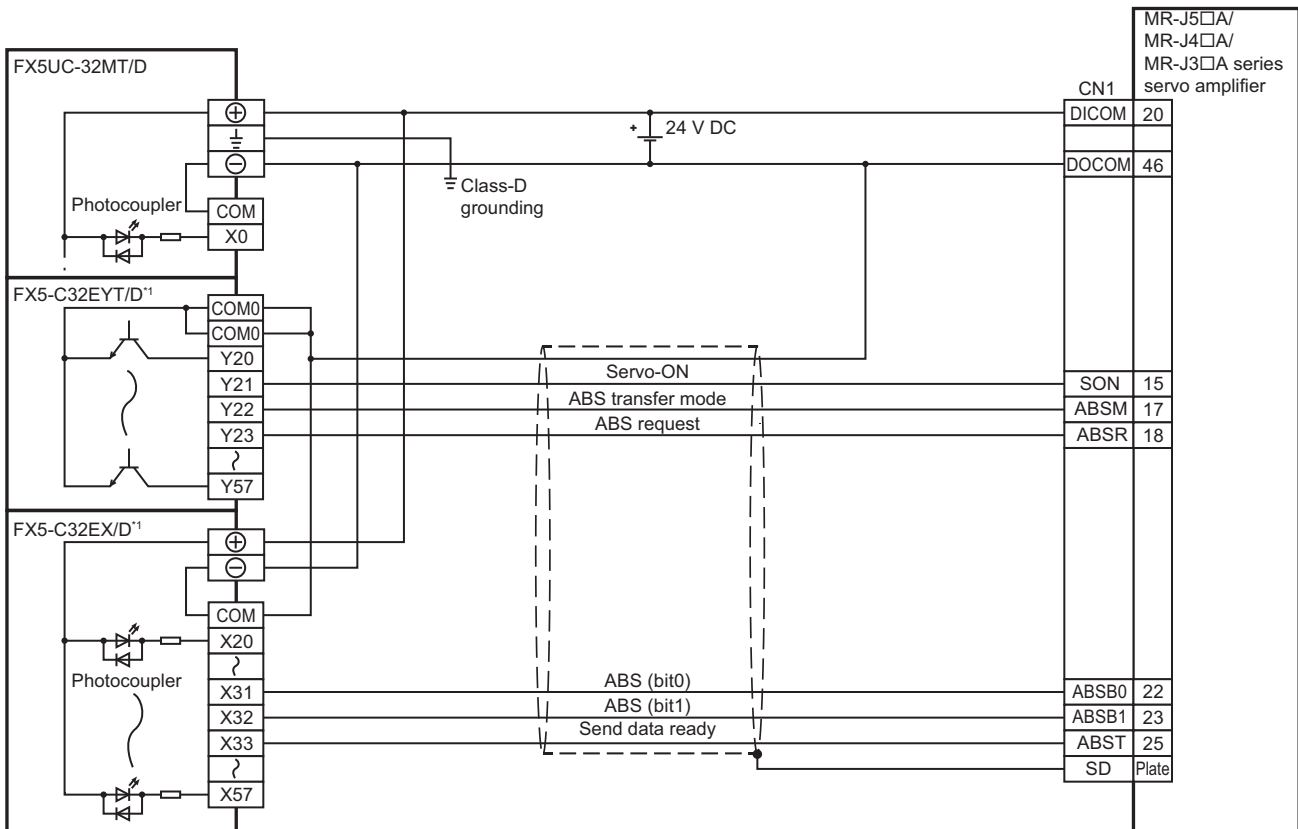 MR-J5□A/
MR-J4□A/
MR-J3□A series
servo amplifier
FX5UC-32MT/D
CN1
DICOM 20
+ 24 V DC
DOCOM 46
Class-D
grounding
Photocoupler
COM
X0
FX5-C32EYT/D*1
COM0
COM0
Y20
Servo-ON
Y21
SON 15
ABS transfer mode
Y22
ABSM 17
ABS request
Y23
ABSR 18
Y57
FX5-C32EX/D*1
COM
X20
Photocoupler
ABS (bit0)
X31
ABSB0 22
ABS (bit1)
X32
ABSB1 23
Send data ready
X33
ABST 25
SD Plate
X57